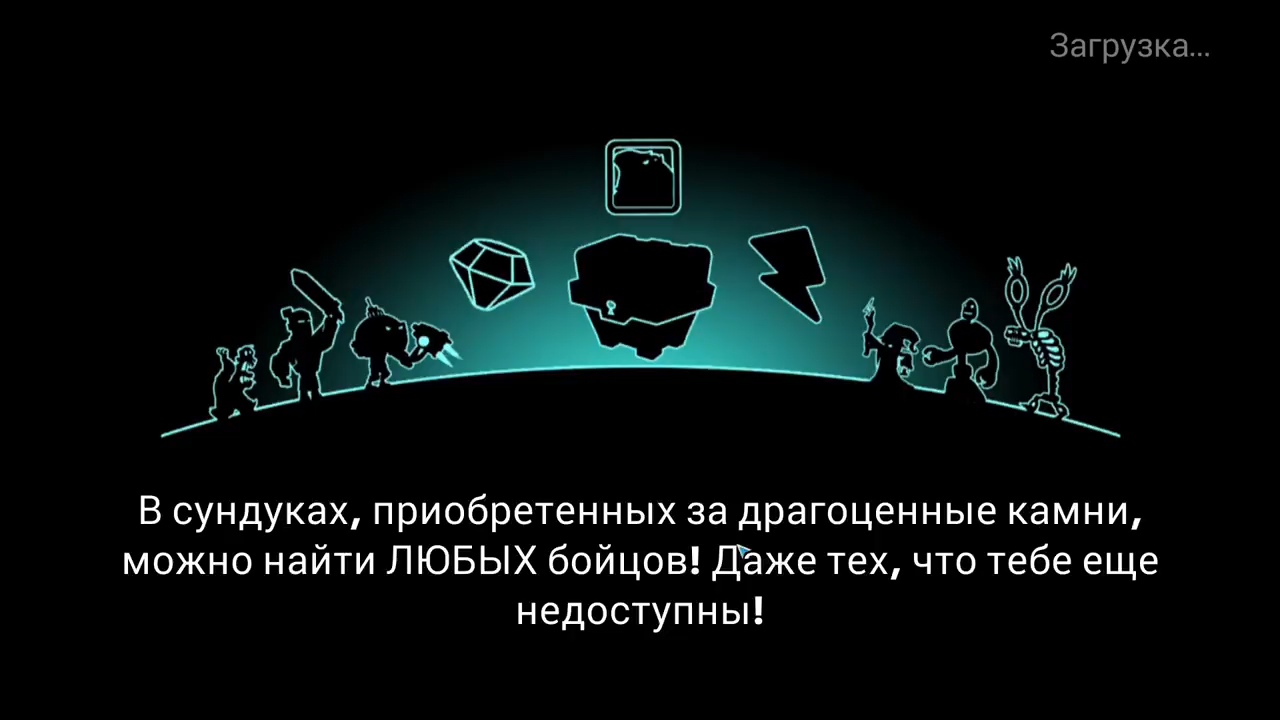 Загрузка...
В сундуках, приобретенных за драгоценные камни,
можно найти ЛЮБЫХ бойцов! Даже тех, что тебе еще
недоступны!